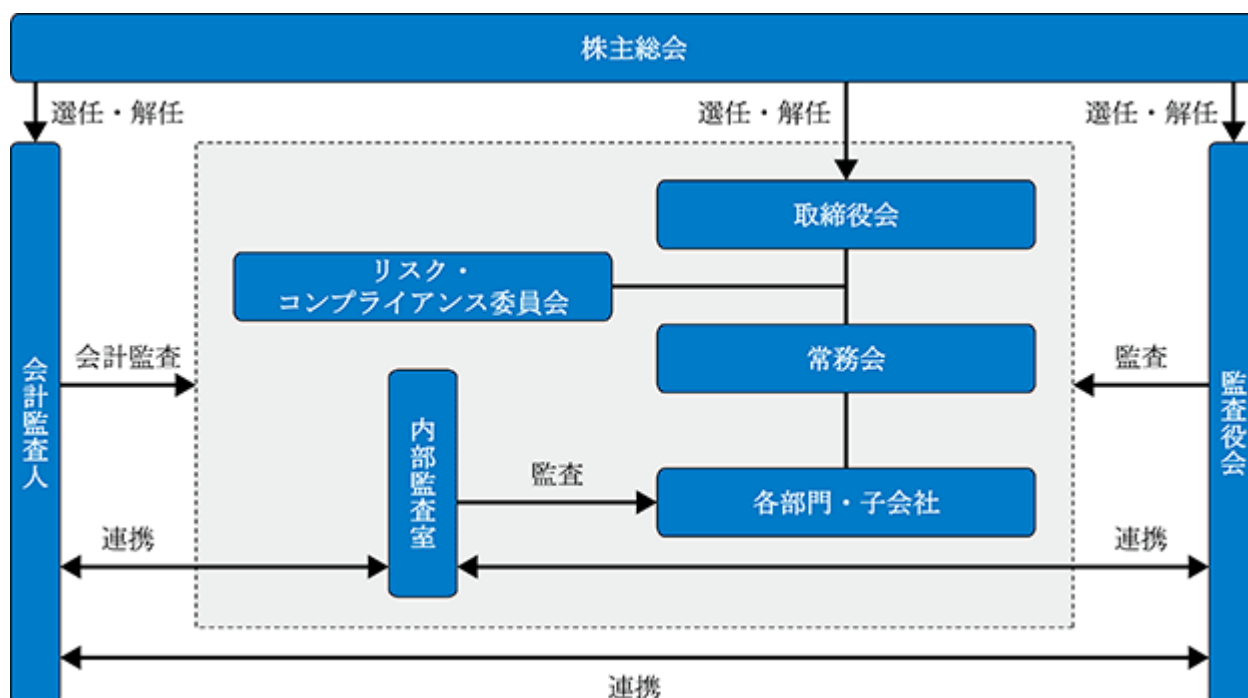 株主総会
選任・解任
選任・解任
選任・解任
取締役会
リスク・
コンプライアンス委員会
常務会
会計監査
監査
会計監査人
内部監査室
監査役会
監査
各部門・子会社
連携
連携
連携